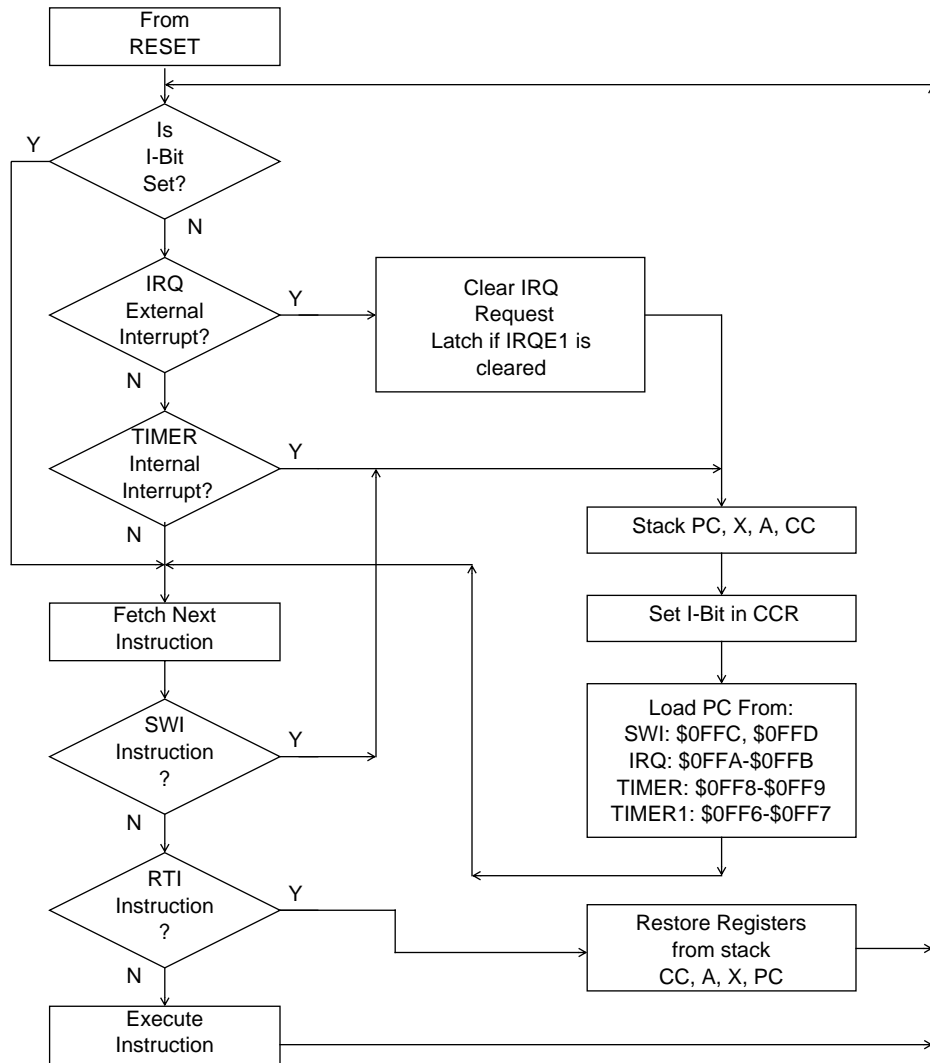 From
RESET
Y
Is
I-Bit
Set?
N
IRQ
External
Interrupt?
Y
Clear IRQ
Request
Latch if IRQE1 is
cleared
N
TIMER
Internal
Interrupt?
Y
N
Stack PC, X, A, CC
Fetch Next
Instruction
Set I-Bit in CCR
SWI
Instruction
?
Y
Load PC From:
SWI: $0FFC, $0FFD
IRQ: $0FFA-$0FFB
TIMER: $0FF8-$0FF9
TIMER1: $0FF6-$0FF7
N
RTI
Instruction
?
Y
Restore Registers
from stack
CC, A, X, PC
N
Execute
Instruction